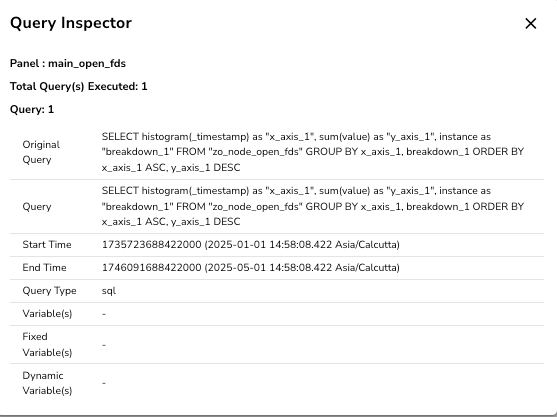 Query Inspector
Panel : main_open_fds
Total Query(s) Executed: 1
Query: 1
Original
Query
SELECT histogram(_timestamp) as "x_axis_1", sum(value) as "y_axis_1", instance as
"breakdown_1" FROM "zo_node_open_fds" GROUP BY x_axis_1, breakdown_1 ORDER BY
x_axis_1 ASC, y_axis_1 DESC
Query
SELECT histogram(_timestamp) as "x_axis_1", sum(value) as "y_axis_1", instance as
"breakdown_1" FROM "zo_node_open_fds" GROUP BY x_axis_1, breakdown_1 ORDER BY
x_axis_1 ASC, y_axis_1 DESC
Start Time 1735723688422000 (2025-01-01 14:58:08.422 Asia/Calcutta)
End Time 1746091688422000 (2025-05-01 14:58:08.422 Asia/Calcutta)
Query Type sql
Variable(s) -
Fixed
Variable(s) -
Dynamic
Variable(s) -